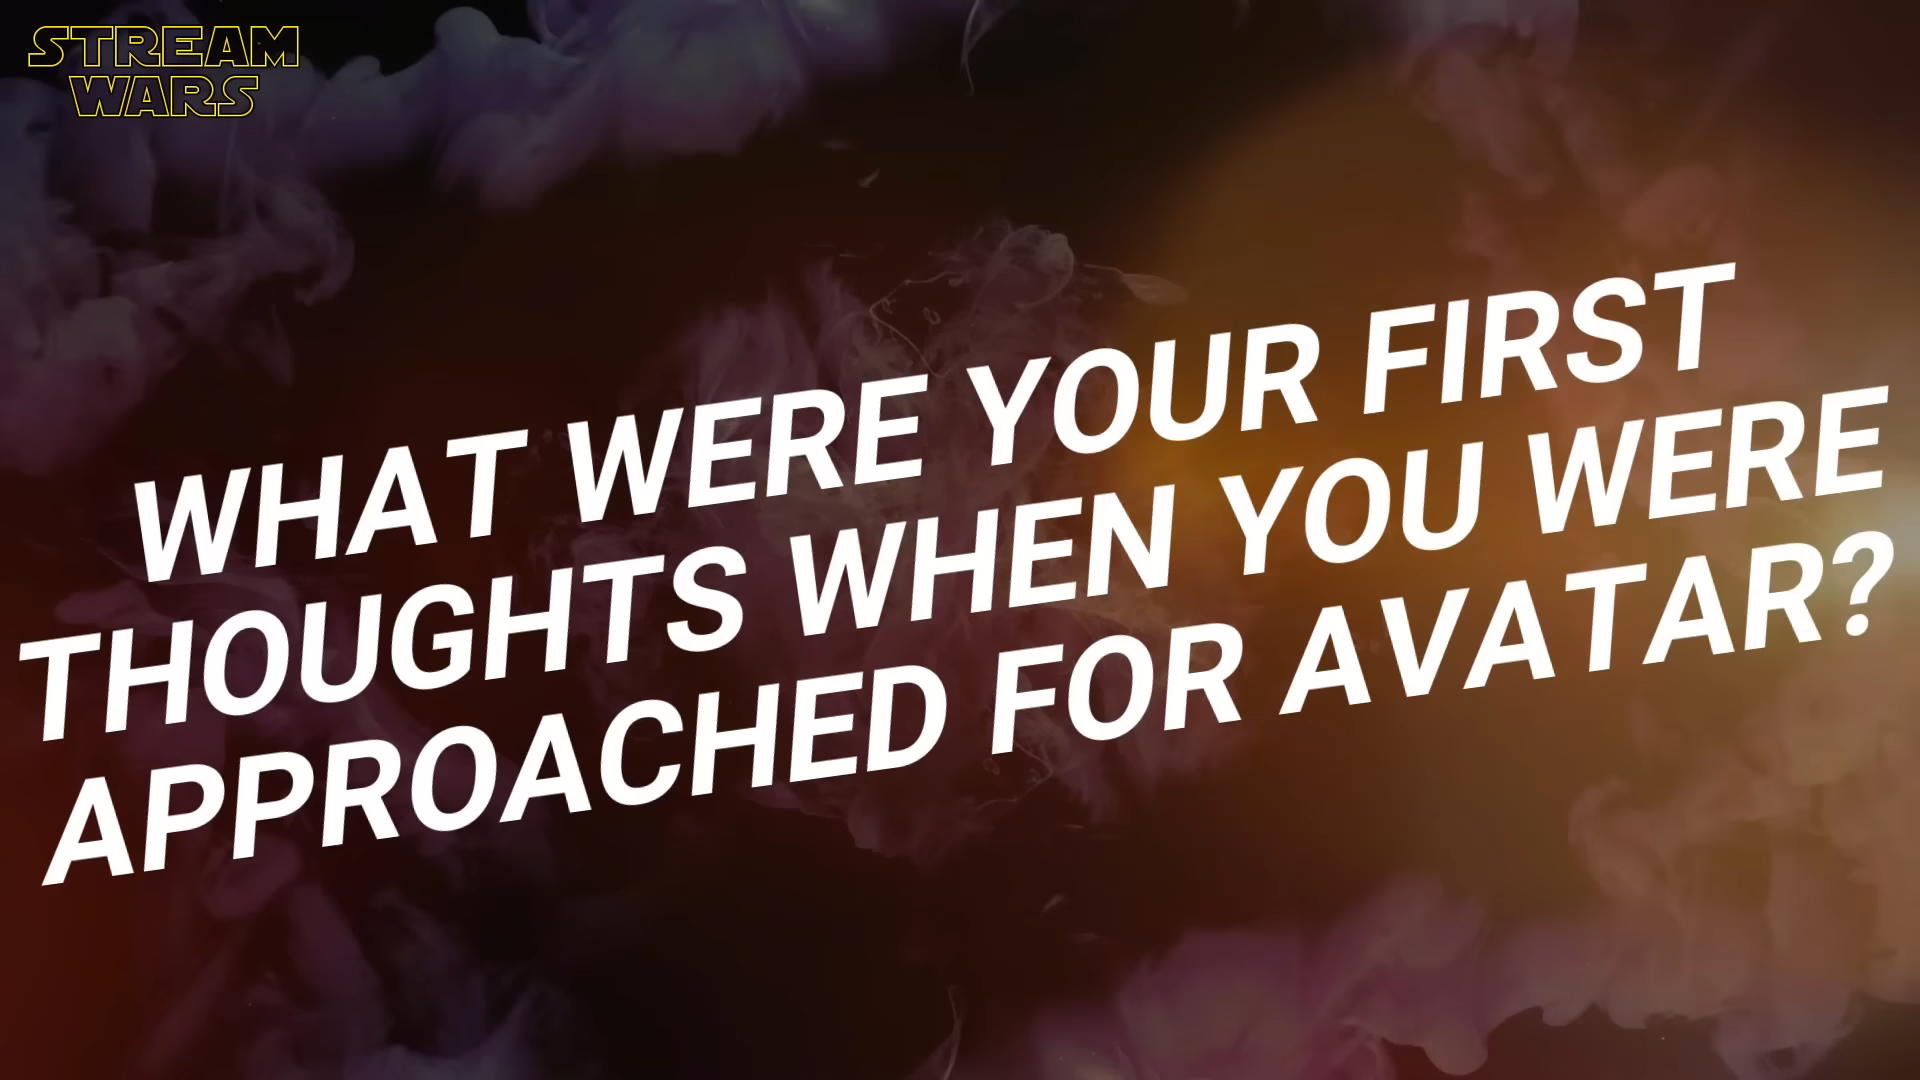 STREAM
WARS
WHAT WERE YOUR FIRST
THOUGHTS WHEN YOU WERE
APPROACHED FOR AVATAR?